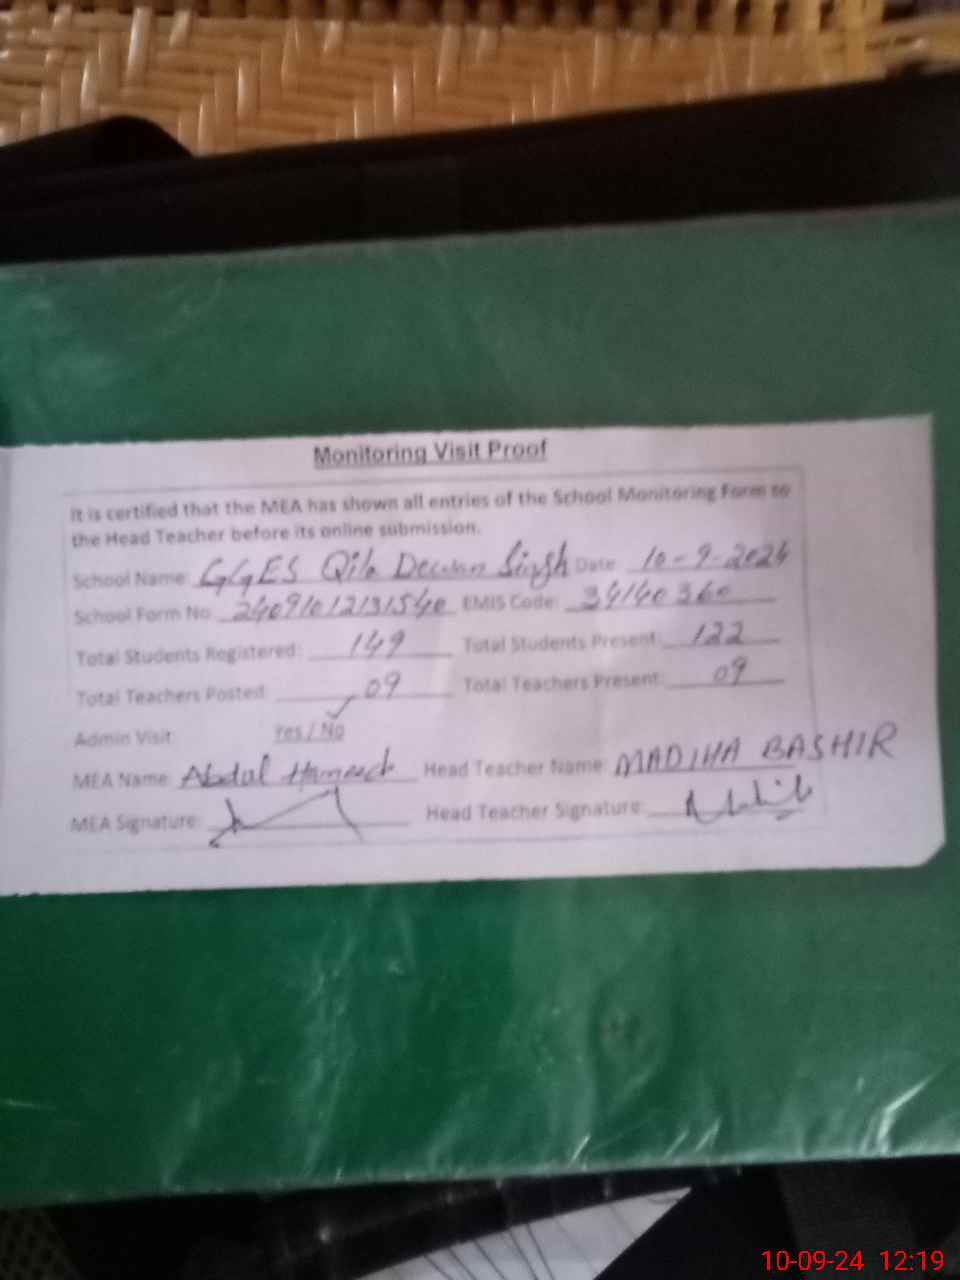 Monitoring Visit Proof
It is certified that the MEA has shown all entries of the School Monitoring Form to
the Head Teacher before its online submission.
School Name: GGES Qila Singh Date: 10-9-2024
School Form No. EMIS Code: 34140360
Total Students Registered: 149 Total Students Present: 122
Total Teachers Posted: 09 Total Teachers Present: 09
Admin Visit: Yes / No
MEA Name: Abdul Hameed Head Teacher Name: MADIHA BASHIR
MEA Signature: Head Teacher Signature:
10-09-24 12:19